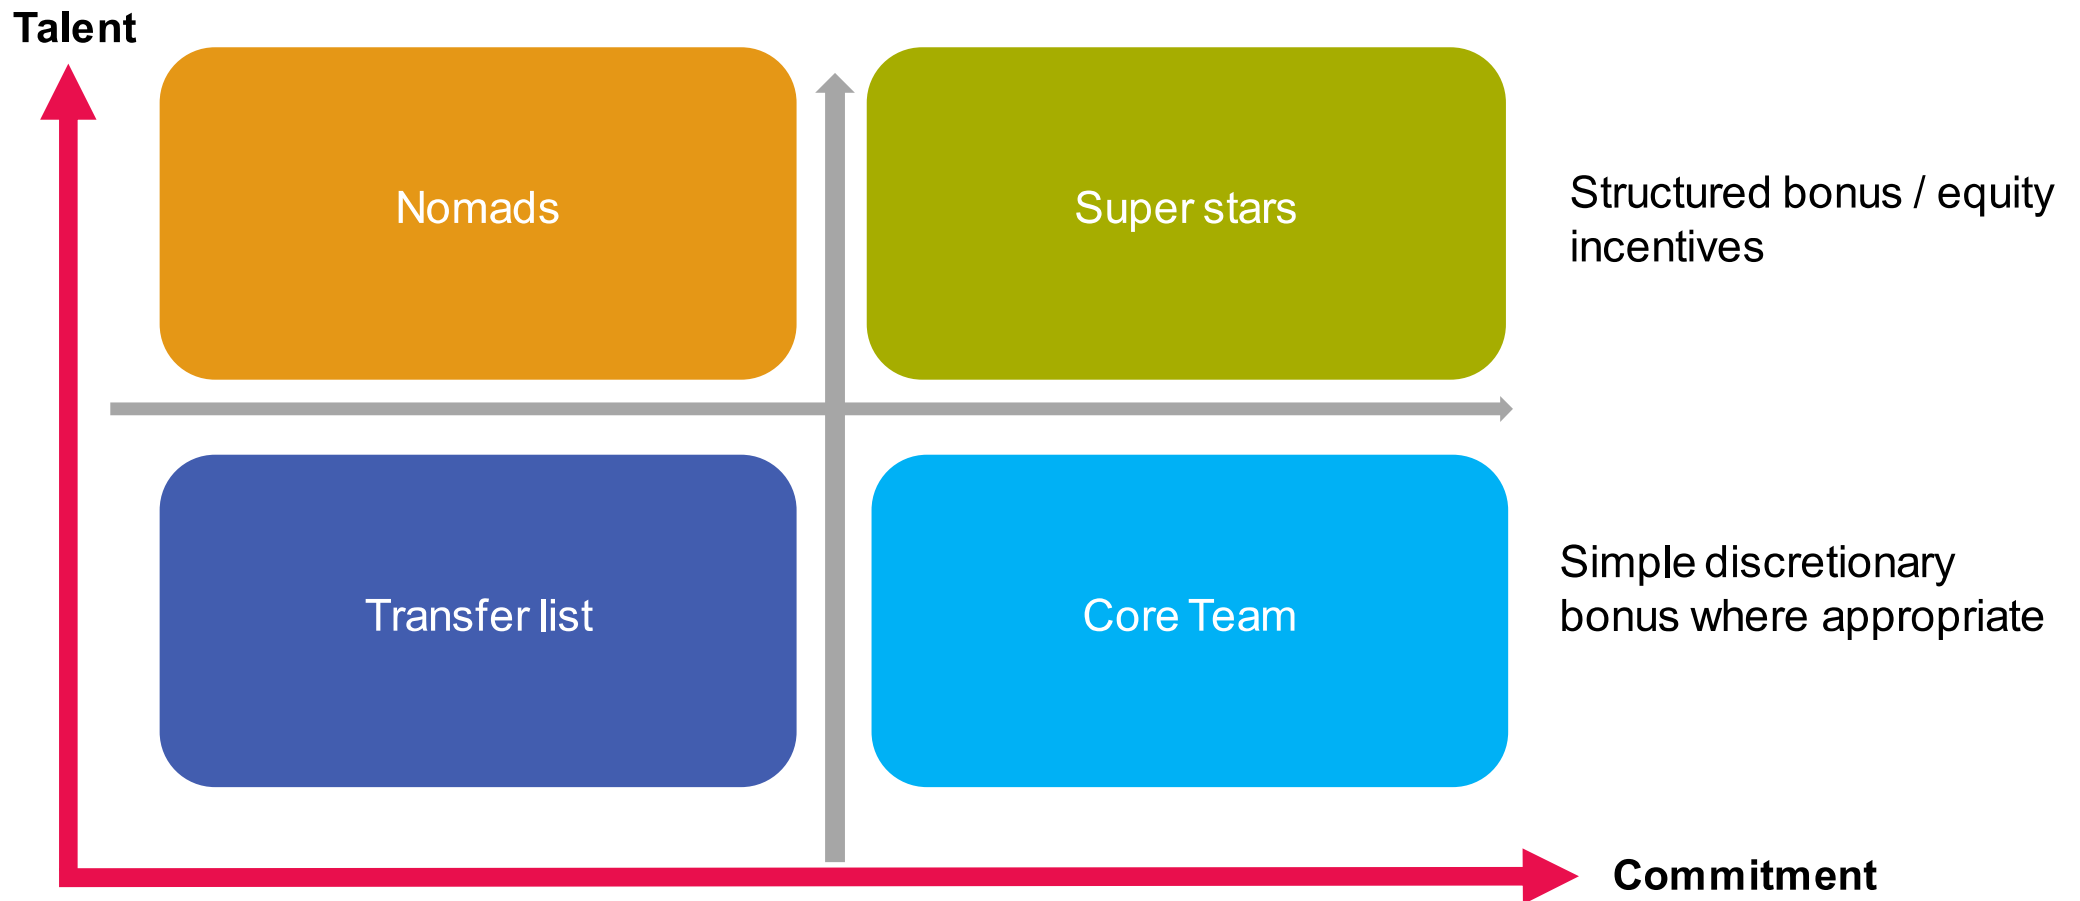 Talent
Nomads
Super stars
Structured bonus / equity
incentives
Transfer list
Core Team
Simple discretionary
bonus where appropriate
Commitment